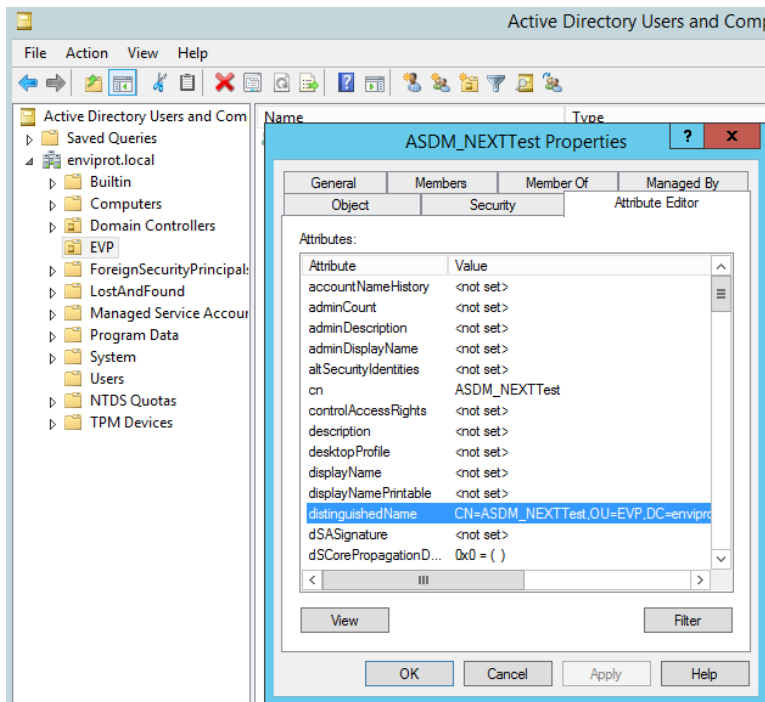 Active Directory Users and Comp
File Action View Help
Active Directory Users and Com
Saved Queries
enviprot.local
Builtin
Computers
Domain Controllers
EVP
ForeignSecurityPrincipals
LostAndFound
Managed Service Accour
Program Data
System
Users
NTDS Quotas
TPM Devices
Name Type
ASDM_NEXTTest Properties ? x
General Members Member Of Managed By
Object Security Attribute Editor
Attributes:
Attribute Value
accountNameHistory <not set>
adminCount <not set>
adminDescription <not set>
adminDisplayName <not set>
altSecurityIdentities <not set>
cn ASDM_NEXTTest
controlAccessRights <not set>
description <not set>
desktopProfile <not set>
displayName <not set>
displayNamePrintable <not set>
distinguishedName CN=ASDM_NEXTTest,OU=EVP,DC=enviprc
dSASignature <not set>
dSCorePropagationD... 0x0 = ( )
View Filter
OK Cancel Apply Help